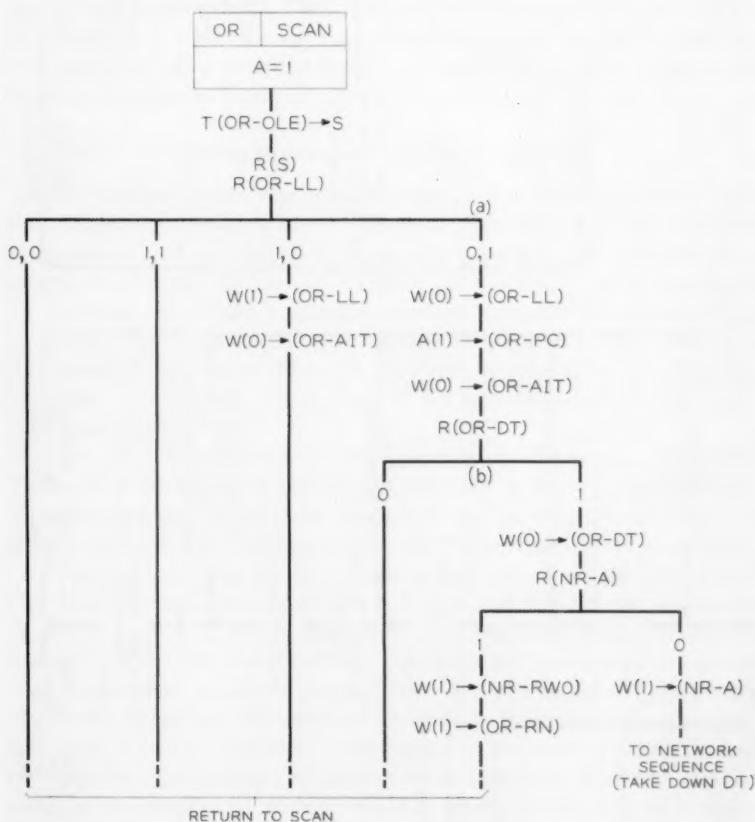 OR SCAN
A=1
T(OR-OLE)→S
R(S)
R(OR-LL)
(a)
0,0 1,1 1,0 0,1
W(1)→(OR-LL) W(0)→(OR-LL)
W(0)→(OR-AIT) A(1)→(OR-PC)
W(0)→(OR-AIT)
R(OR-DT)
(b)
0 1
W(0)→(OR-DT)
R(NR-A)
1 0
W(1)→(NR-RWO) W(1)→(NR-A)
W(1)→(OR-RN)
TO NETWORK
SEQUENCE
(TAKE DOWN DT)
RETURN TO SCAN